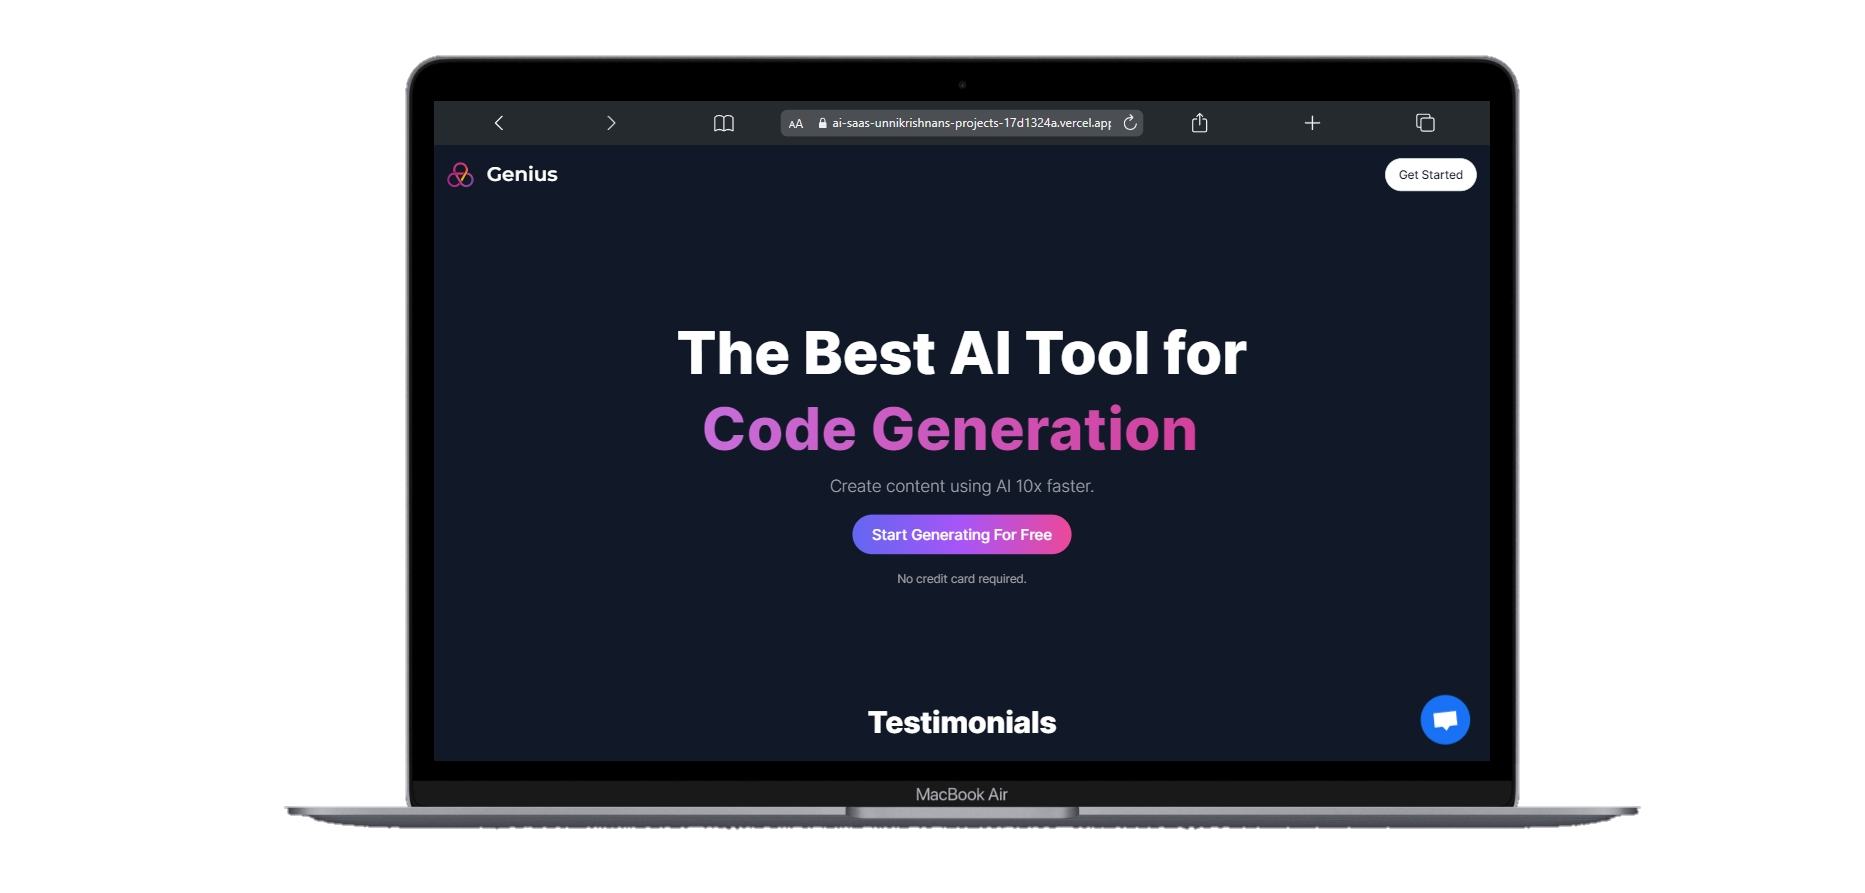 AA ai-saas-unnikrishnans-projects-17d1324a.vercel.app
Genius
Get Started
The Best AI Tool for
Code Generation
Create content using AI 10x faster.
Start Generating For Free
No credit card required.
Testimonials
MacBook Air